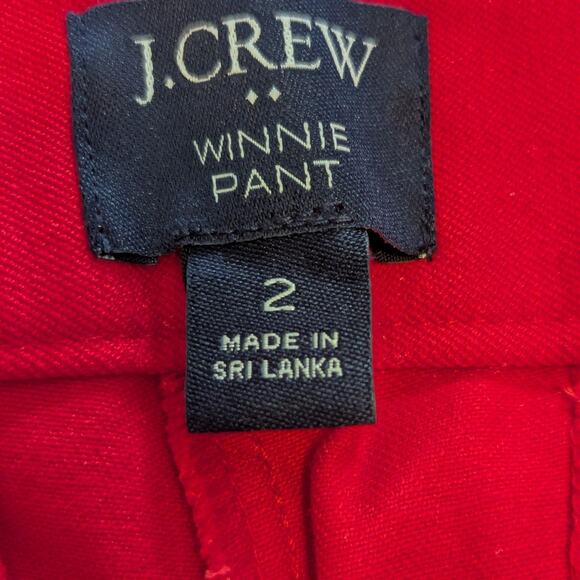 J.CREW
WINNIE
PANT
2
MADE IN
SRI LANKA